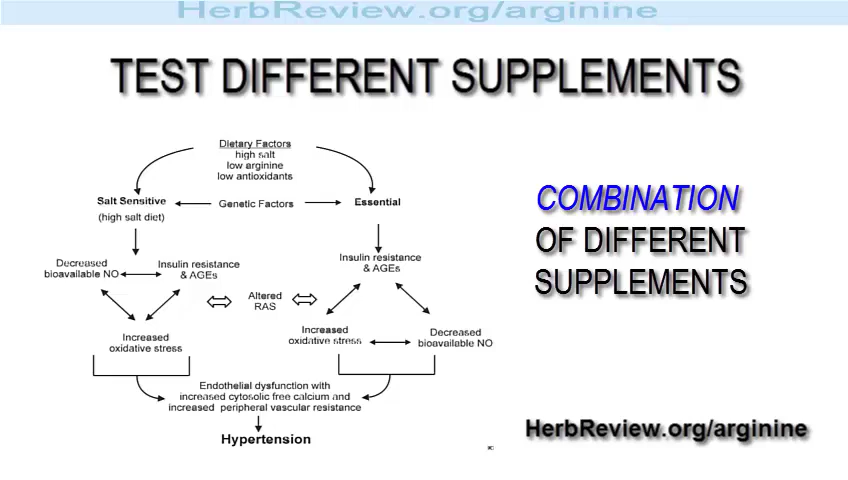 HerbReview.org/arginine
TEST DIFFERENT SUPPLEMENTS
Dietary Factors
high salt
low arginine
low antioxidants
Salt Sensitive
(high salt diet)
Genetic Factors
Essential
Decreased
bioavailable NO
Insulin resistance
& AGEs
Altered
RAS
Insulin resistance
& AGEs
Increased
oxidative stress
Increased
oxidative stress
Decreased
bioavailable NO
Endothelial dysfunction with
increased cytosolic free calcium and
increased peripheral vascular resistance
Hypertension
COMBINATION
OF DIFFERENT
SUPPLEMENTS
HerbReview.org/arginine